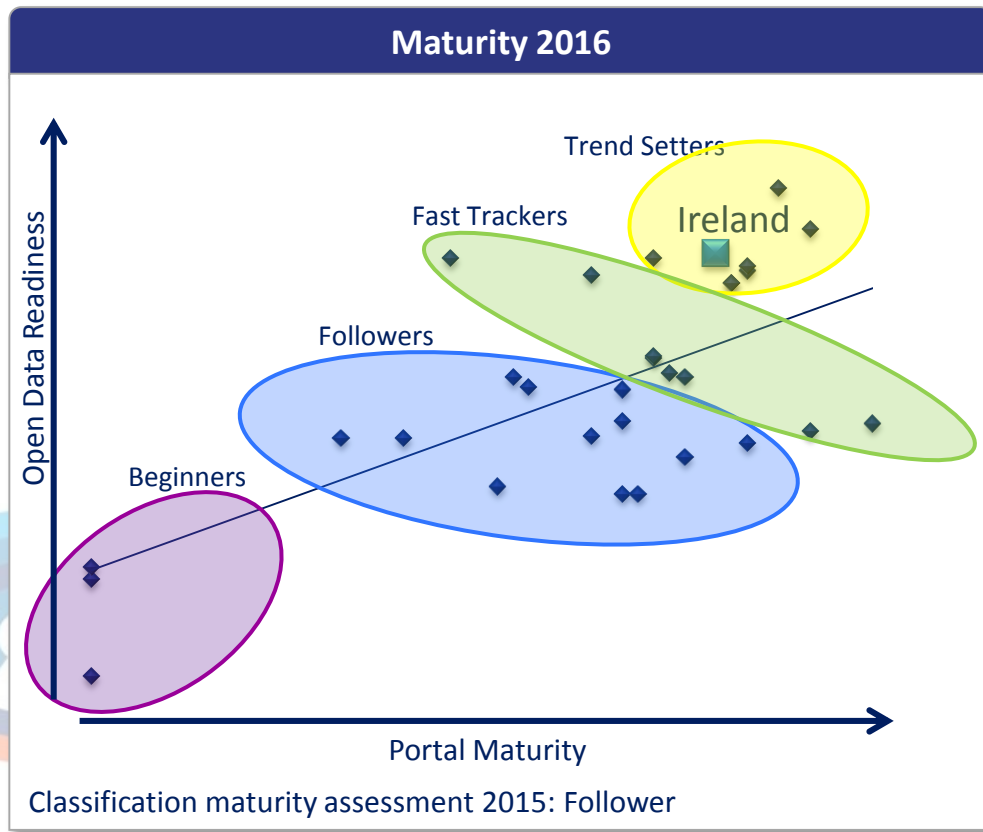 Maturity 2016
Trend Setters
Fast Trackers
Ireland
Followers
Beginners
Open Data Readiness
Portal Maturity
Classification maturity assessment 2015: Follower